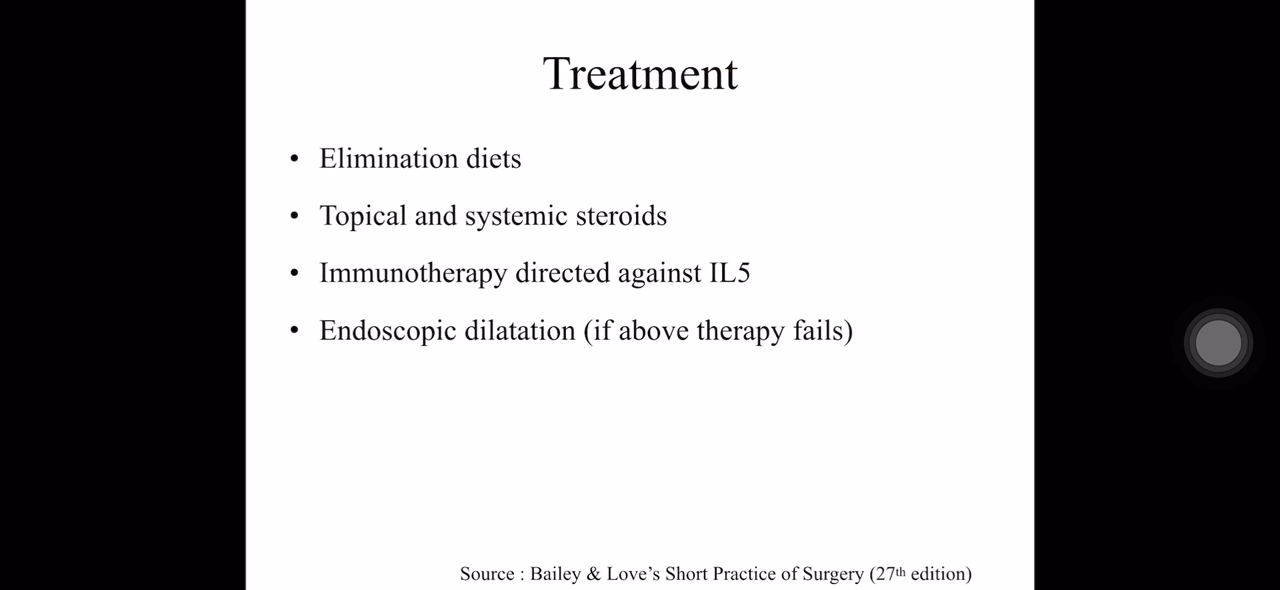 Treatment
• Elimination diets
• Topical and systemic steroids
• Immunotherapy directed against IL5
• Endoscopic dilatation (if above therapy fails)
Source : Bailey & Love’s Short Practice of Surgery (27th edition)